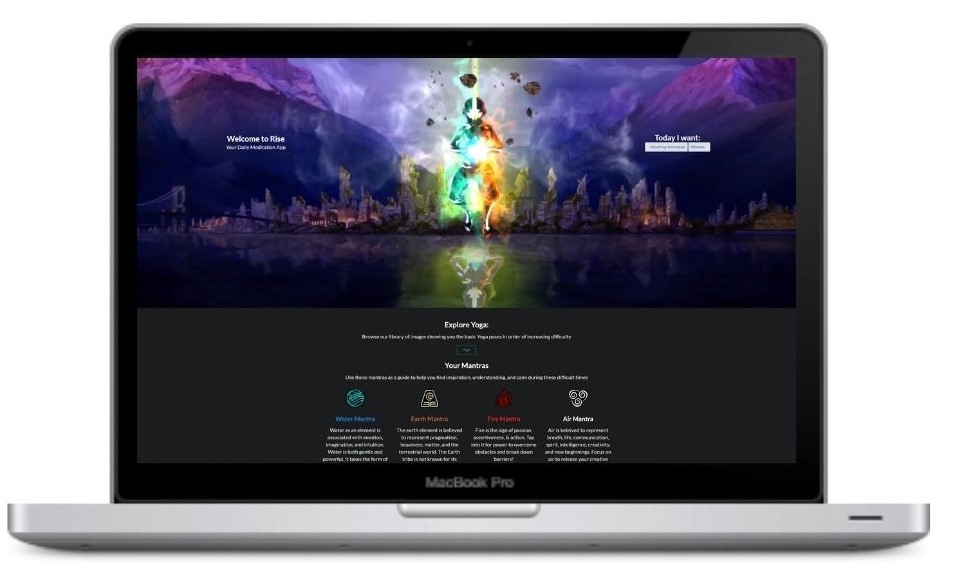 Welcome to Rise
Your Daily Meditation App
Today I want:
Breathing Techniques
Explore Yoga:
Browse our library of images showing you the basic Yoga poses in order of increasing difficulty
Your Mantras
Use these mantras as a guide to help you find inspiration, understanding, and calm during these difficult times
Water Mantra
Water as an element is
associated with emotion,
imagination, and intuition.
Water is both gentle and
powerful. It takes the form of
Earth Mantra
The earth element is believed
to represent pragmatism,
heaviness, matter, and the
terrestrial world. The Earth
tribe is not known for its
Fire Mantra
Fire is the sign of passion,
assertiveness, & action. Tap
into it for power to overcome
obstacles and break down
barriers!
Air Mantra
Air is beleived to represent
breath, life, communication,
spirit, intelligence, creativity,
and new beginnings. Focus on
air to release your creative
MacBook Pro